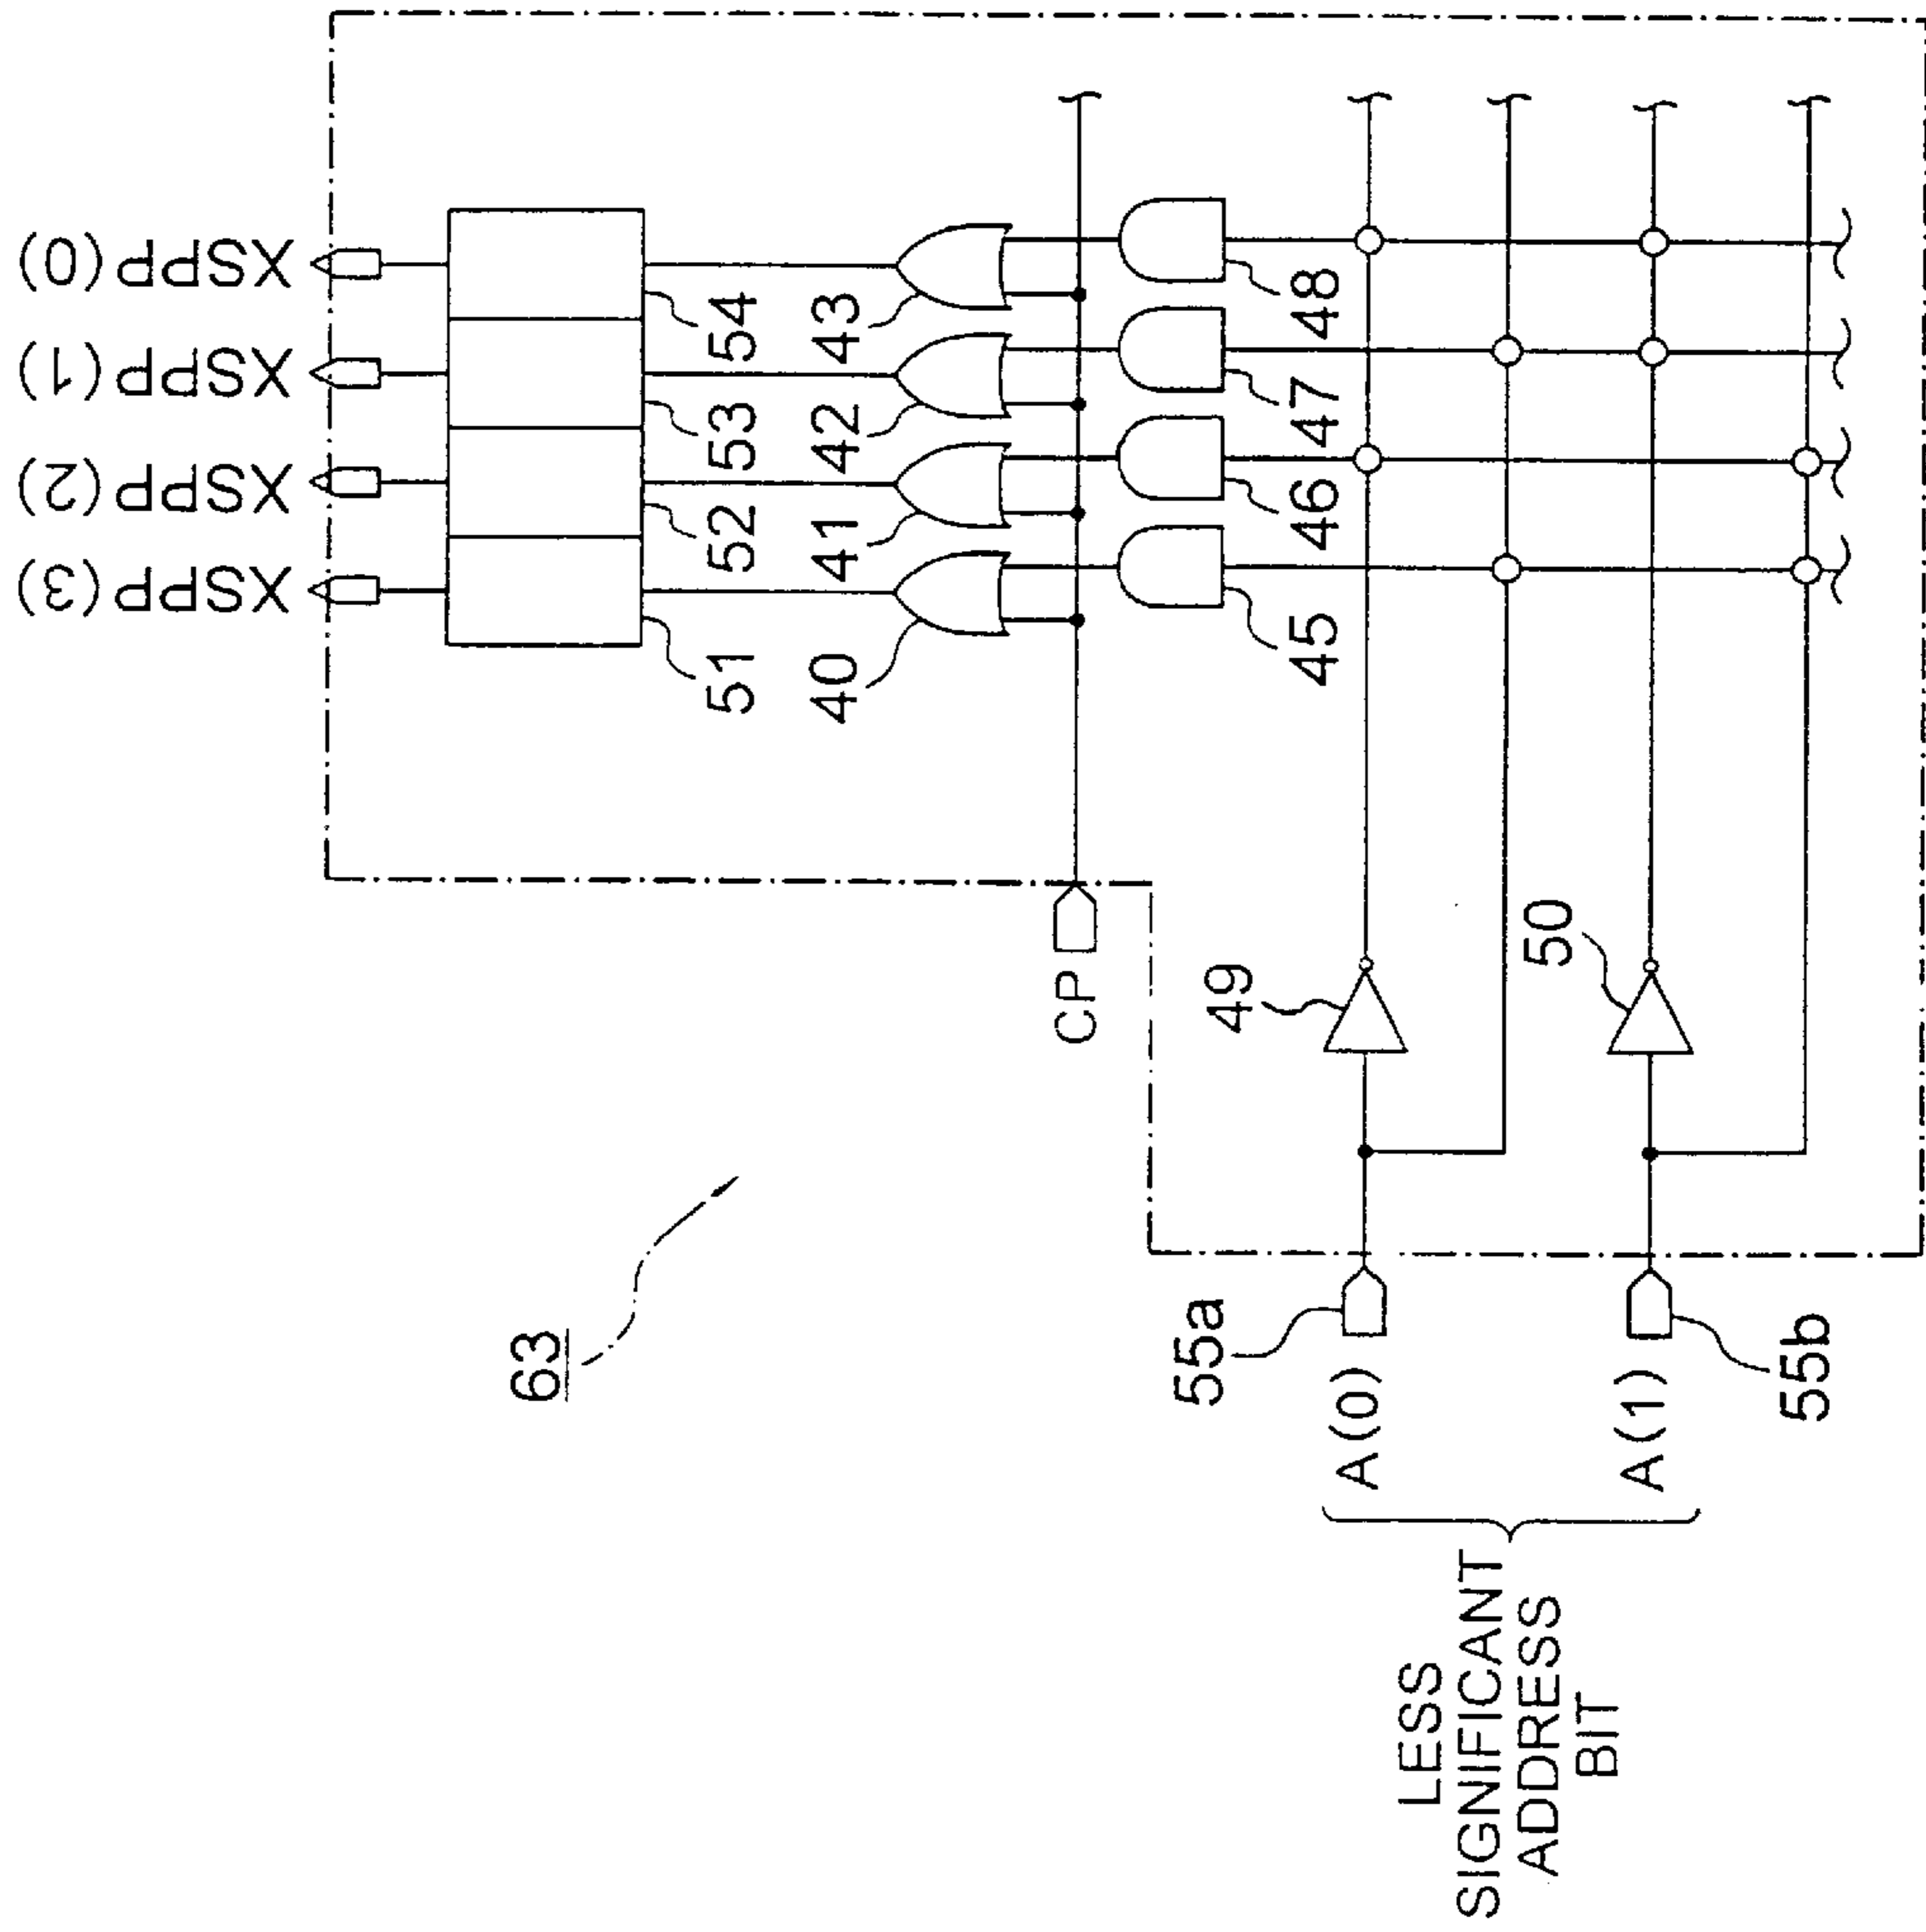 XSPP(0)
XSPP(1)
XSPP(2)
XSPP(3)
54
53
52
51
43
42
41
40
48
47
46
45
CP
49
50
63
55a
55b
A(0)
A(1)
LESS
SIGNIFICANT
ADDRESS
BIT